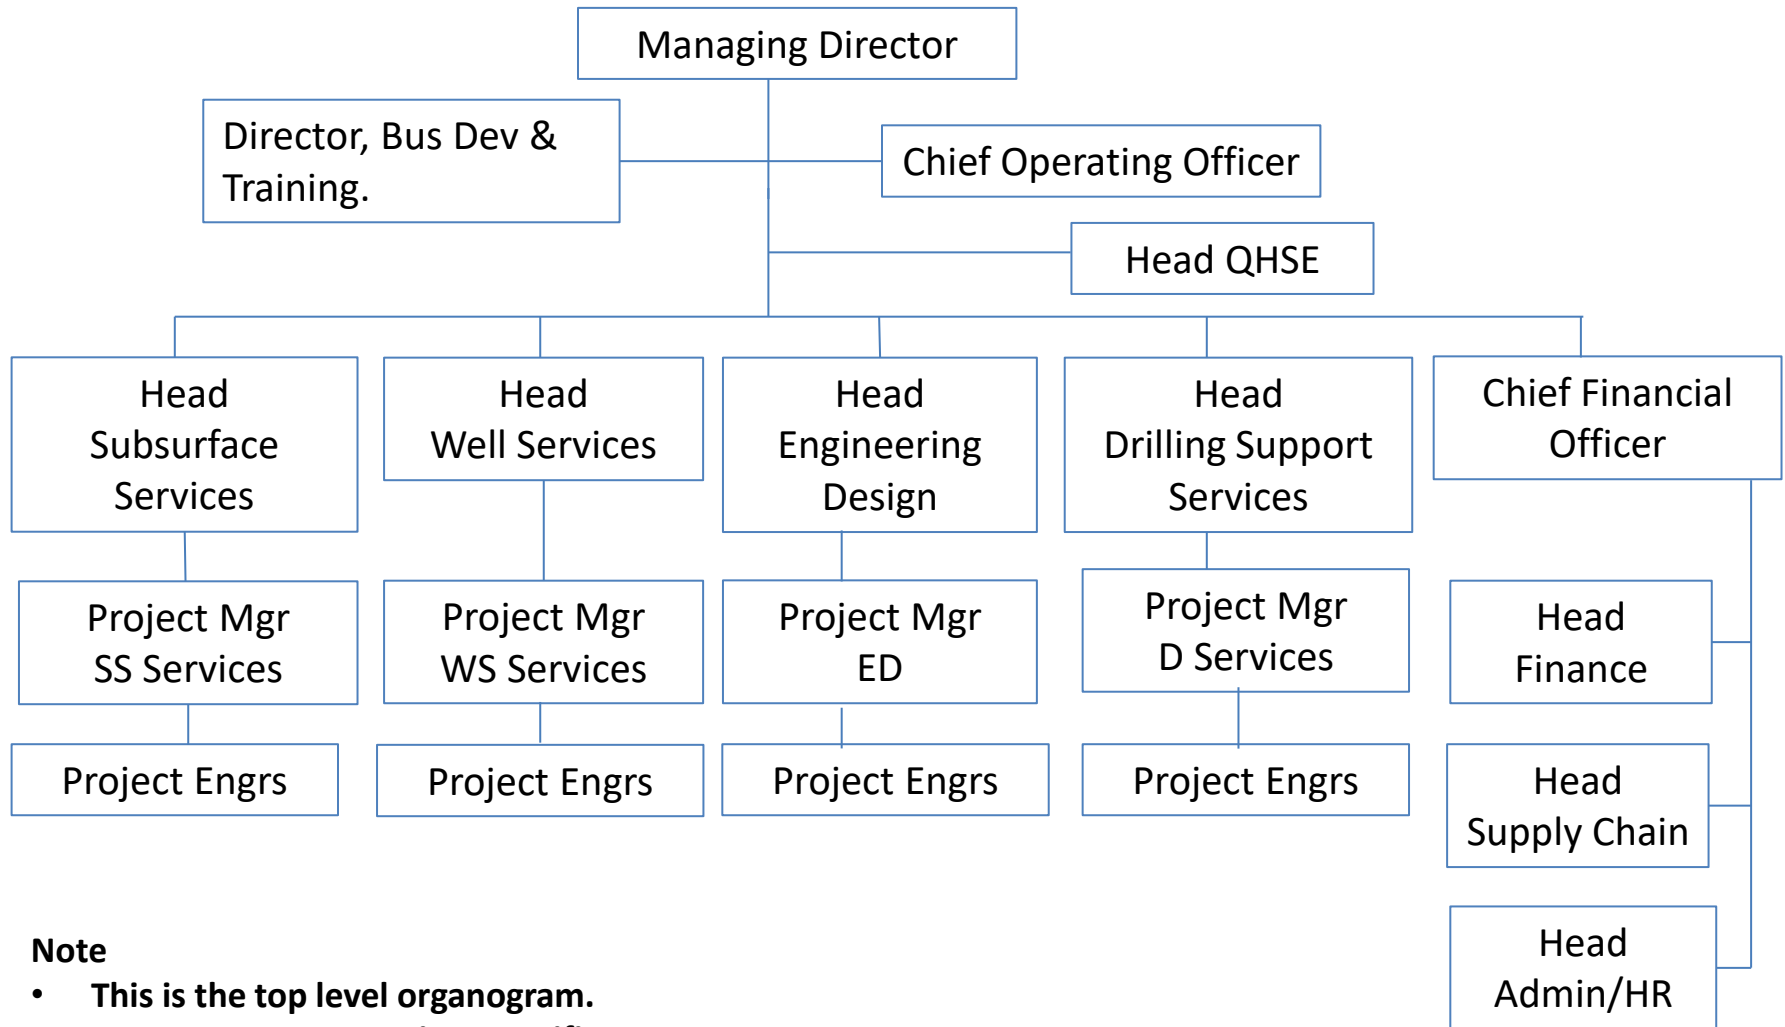 Managing Director
Director, Bus Dev &
Training.
Chief Operating Officer
Head QHSE
Head
Subsurface
Services
Head
Well Services
Head
Engineering
Design
Head
Drilling Support
Services
Chief Financial
Officer
Project Mgr
SS Services
Project Mgr
WS Services
Project Mgr
ED
Project Mgr
D Services
Head
Finance
Project Engrs
Project Engrs
Project Engrs
Project Engrs
Head
Supply Chain
Head
Admin/HR
Note
• This is the top level organogram.